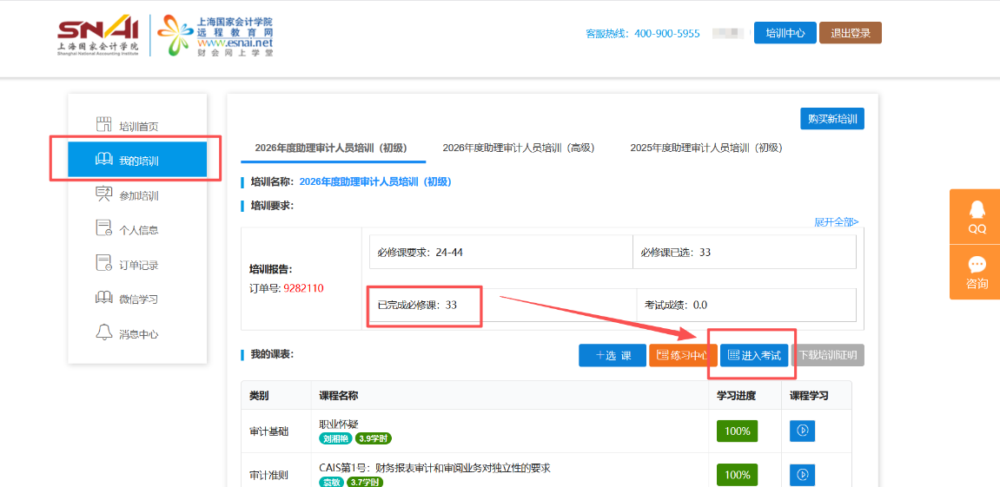 SNAI
上海国家会计学院
Shanghai National Accounting Institute
上海国家会计学院
远程教育网
www.esnai.net
财会网上学堂
客服热线：400-900-5955
培训中心
退出登录
培训首页
我的培训
参加培训
个人信息
订单记录
微信学习
消息中心
购买新培训
2026年度助理审计人员培训（初级）
2026年度助理审计人员培训（高级）
2025年度助理审计人员培训（初级）
培训名称：2026年度助理审计人员培训（初级）
培训要求：
展开全部>
培训报告：
订单号: 9282110
必修课要求：24-44
必修课已选：33
已完成必修课：33
考试成绩：0.0
我的课表：
＋选 课
练习中心
进入考试
下载培训证明
类别
课程名称
学习进度
课程学习
审计基础
职业怀疑
刘湘艳
3.9学时
100%
审计准则
CAIS第1号：财务报表审计和审阅业务对独立性的要求
袁敏
3.7学时
100%
QQ
咨询